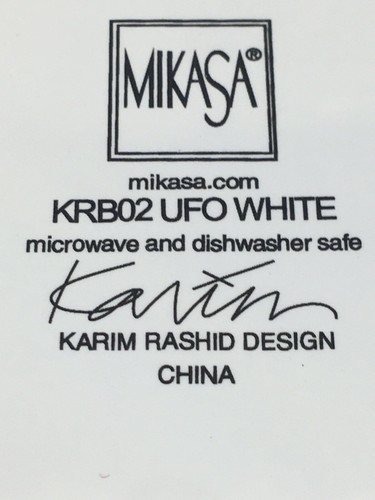 MIKASA®
mikasa.com
KRB02 UFO WHITE
microwave and dishwasher safe
Karim
KARIM RASHID DESIGN
CHINA